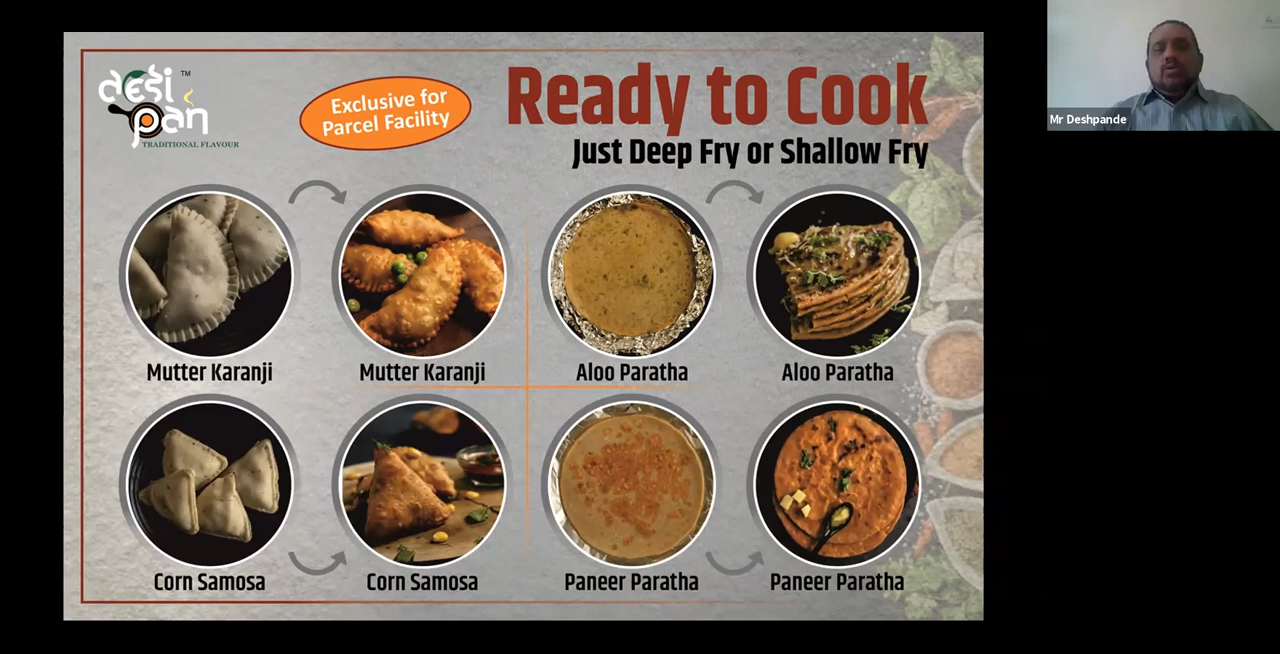 desi
pan
TM
TRADITIONAL FLAVOUR
Exclusive for
Parcel Facility
Ready to Cook
Just Deep Fry or Shallow Fry
Mutter Karanji
Mutter Karanji
Aloo Paratha
Aloo Paratha
Corn Samosa
Corn Samosa
Paneer Paratha
Paneer Paratha
Mr Deshpande